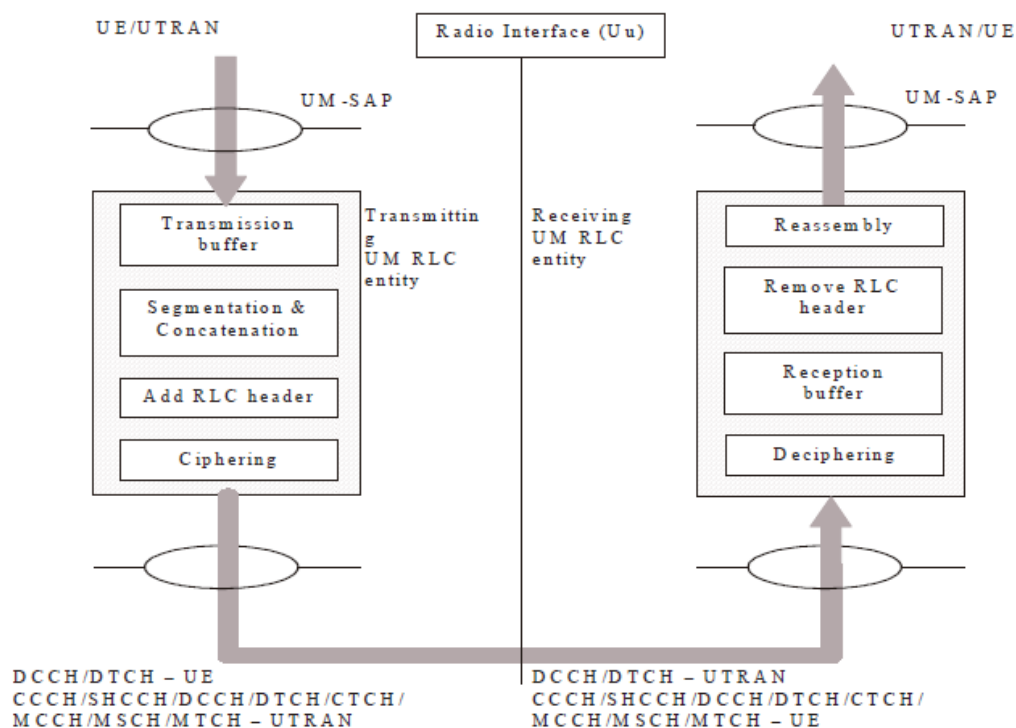 UE/UTRAN
Radio Interface (Uu)
UTRAN/UE
UM-SAP
UM-SAP
Transmission
buffer
Transmittin
g
UM RLC
entity
Receiving
UM RLC
entity
Reassembly
Segmentation &
Concatenation
Remove RLC
header
Add RLC header
Reception
buffer
Ciphering
Deciphering
DCCH/DTCH – UE
CCCH/SHCCH/DCCH/DTCH/CTCH/
MCCH/MSCH/MTCH – UTRAN
DCCH/DTCH – UTRAN
CCCH/SHCCH/DCCH/DTCH/CTCH/
MCCH/MSCH/MTCH – UE